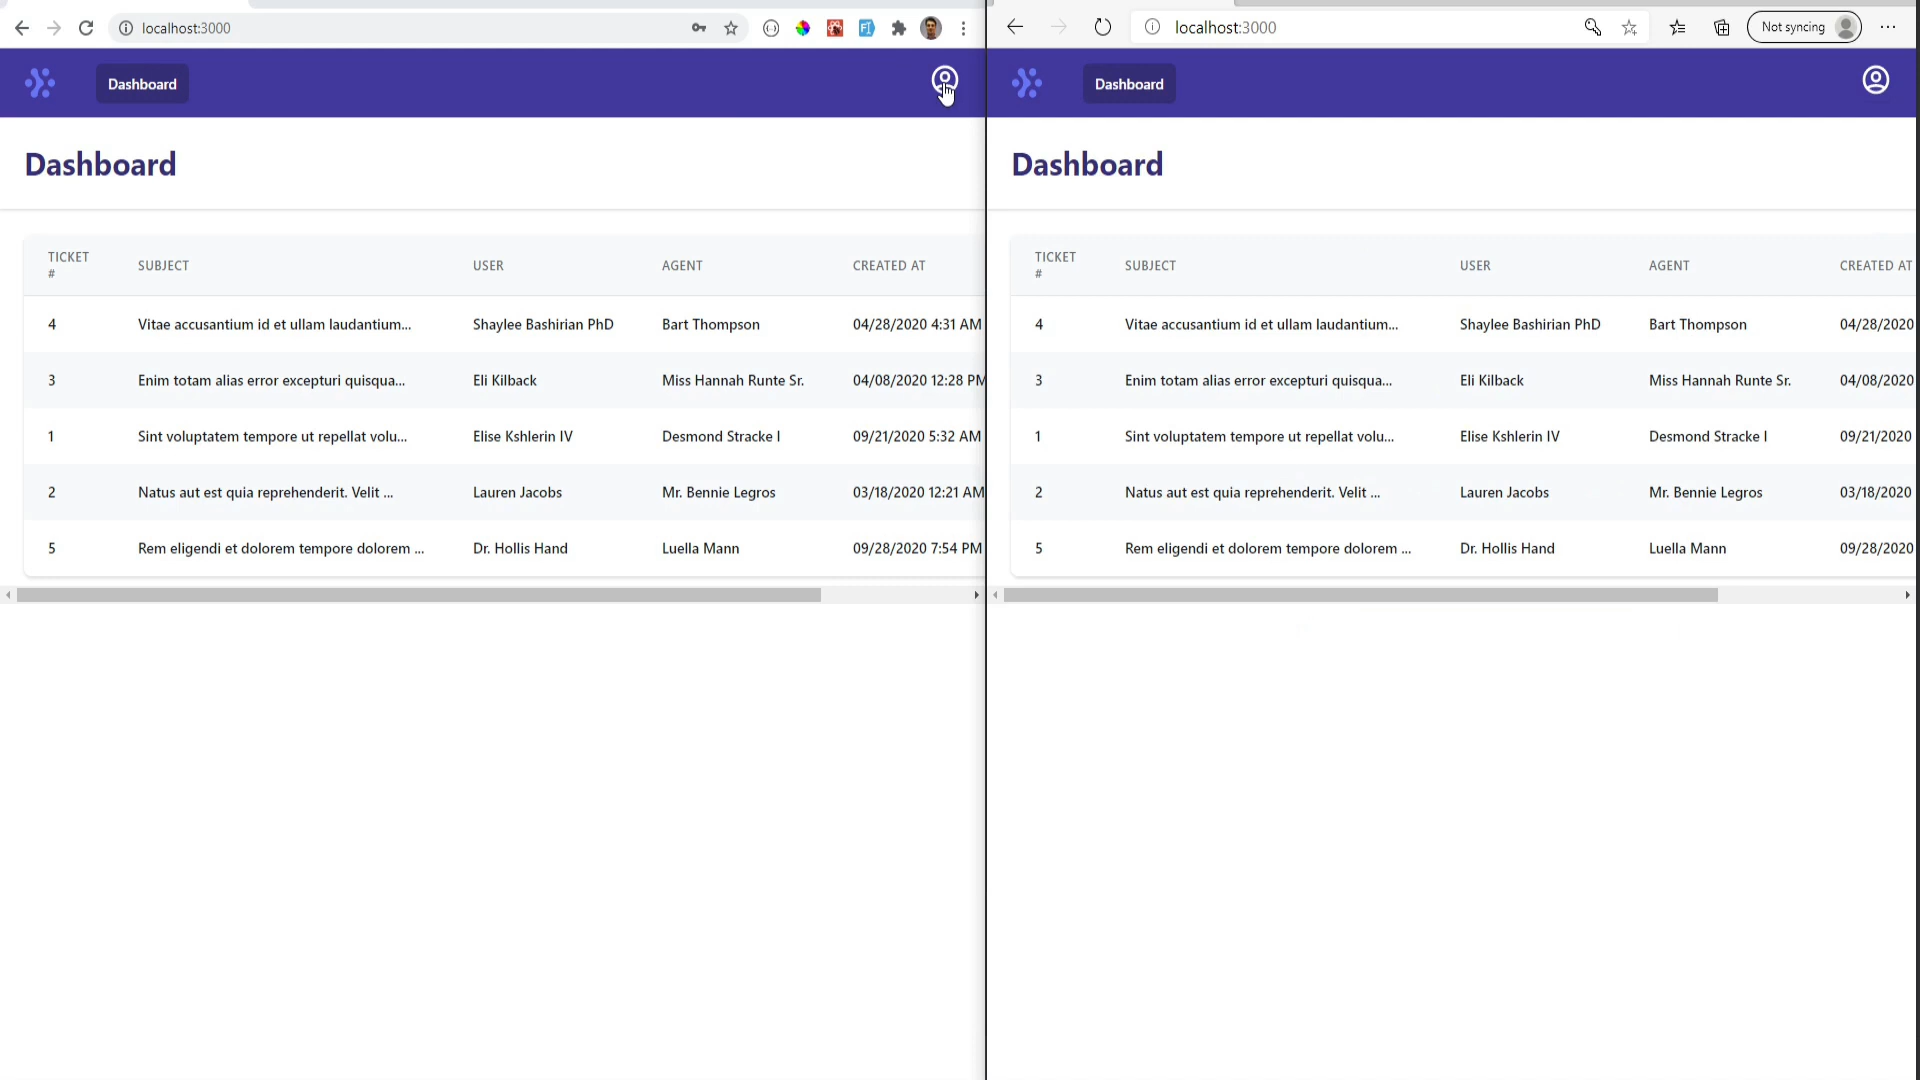 localhost:3000
Dashboard
Dashboard
TICKET # SUBJECT USER AGENT CREATED AT
4 Vitae accusantium id et ullam laudantium... Shaylee Bashirian PhD Bart Thompson 04/28/2020 4:31 AM
3 Enim totam alias error excepturi quisqua... Eli Kilback Miss Hannah Runte Sr. 04/08/2020 12:28 PM
1 Sint voluptatem tempore ut repellat volu... Elise Kshlerin IV Desmond Stracke I 09/21/2020 5:32 AM
2 Natus aut est quia reprehenderit. Velit ... Lauren Jacobs Mr. Bennie Legros 03/18/2020 12:21 AM
5 Rem eligendi et dolorem tempore dolorem ... Dr. Hollis Hand Luella Mann 09/28/2020 7:54 PM
localhost:3000 Not syncing
Dashboard
Dashboard
TICKET # SUBJECT USER AGENT CREATED AT
4 Vitae accusantium id et ullam laudantium... Shaylee Bashirian PhD Bart Thompson 04/28/2020
3 Enim totam alias error excepturi quisqua... Eli Kilback Miss Hannah Runte Sr. 04/08/2020
1 Sint voluptatem tempore ut repellat volu... Elise Kshlerin IV Desmond Stracke I 09/21/2020
2 Natus aut est quia reprehenderit. Velit ... Lauren Jacobs Mr. Bennie Legros 03/18/2020
5 Rem eligendi et dolorem tempore dolorem ... Dr. Hollis Hand Luella Mann 09/28/2020